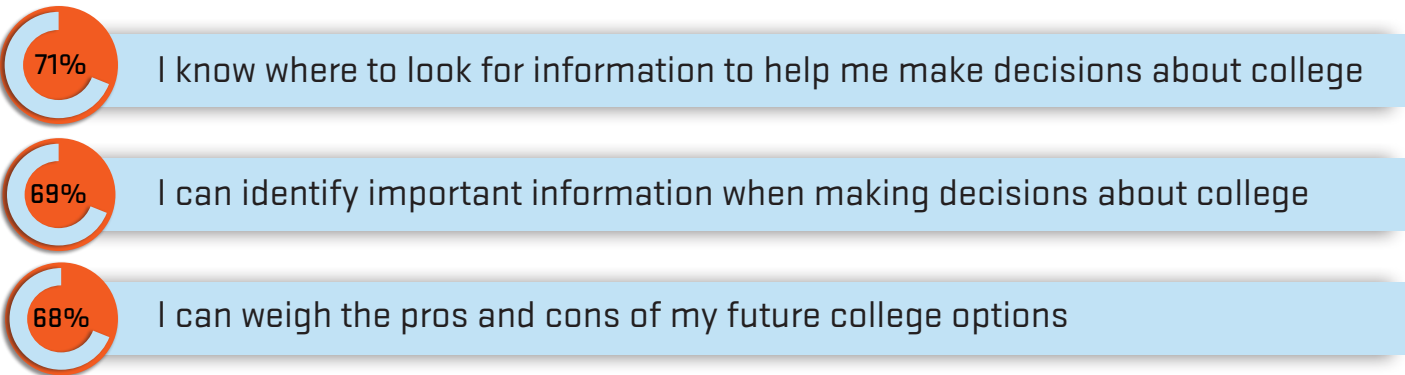 71%
I know where to look for information to help me make decisions about college
69%
I can identify important information when making decisions about college
68%
I can weigh the pros and cons of my future college options